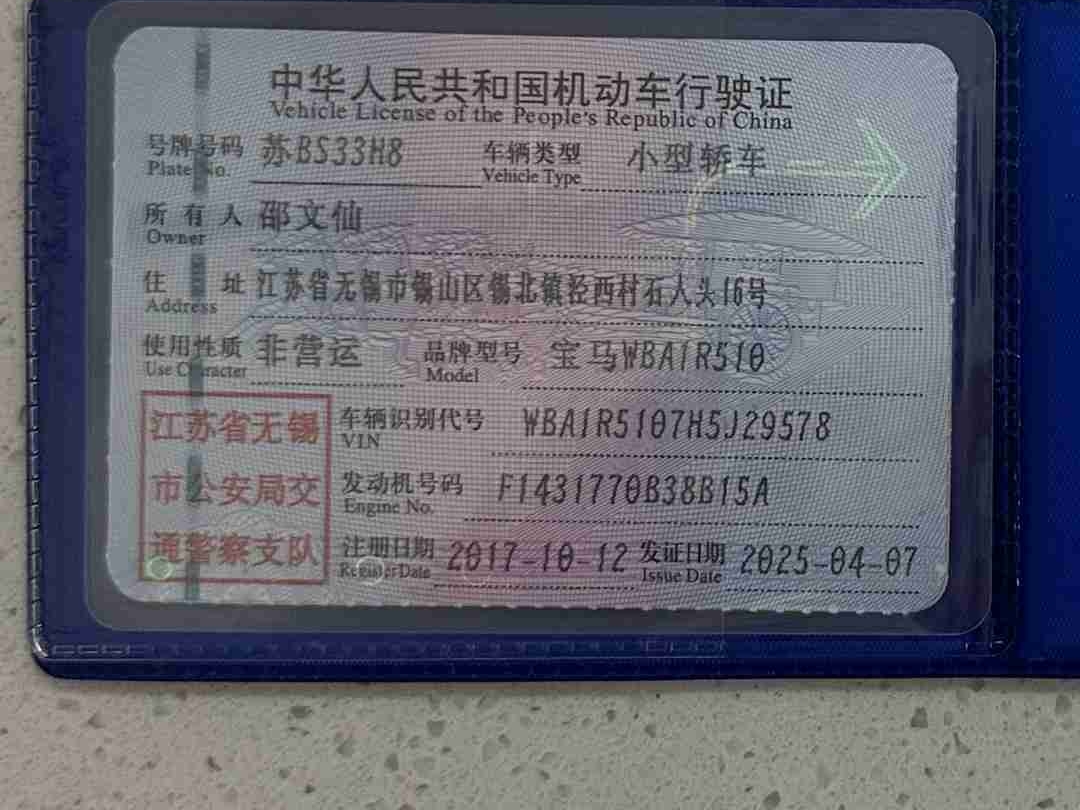 中华人民共和国机动车行驶证
Vehicle License of the People's Republic of China
号牌号码 苏BS33H8 车辆类型 小型轿车
Plate No. Vehicle Type
所有人 邵文仙
Owner
住址 江苏省无锡市锡山区锡北镇泾西村石人头16号
Address
使用性质 非营运 品牌型号 宝马WBA1R510
Use Character Model
江苏省无锡 车辆识别代号 WBA1R5107H5J29578
VIN
市公安局交 发动机号码 F1431770B38B15A
Engine No.
通警察支队 注册日期 2017-10-12 发证日期 2025-04-07
Register Date Issue Date